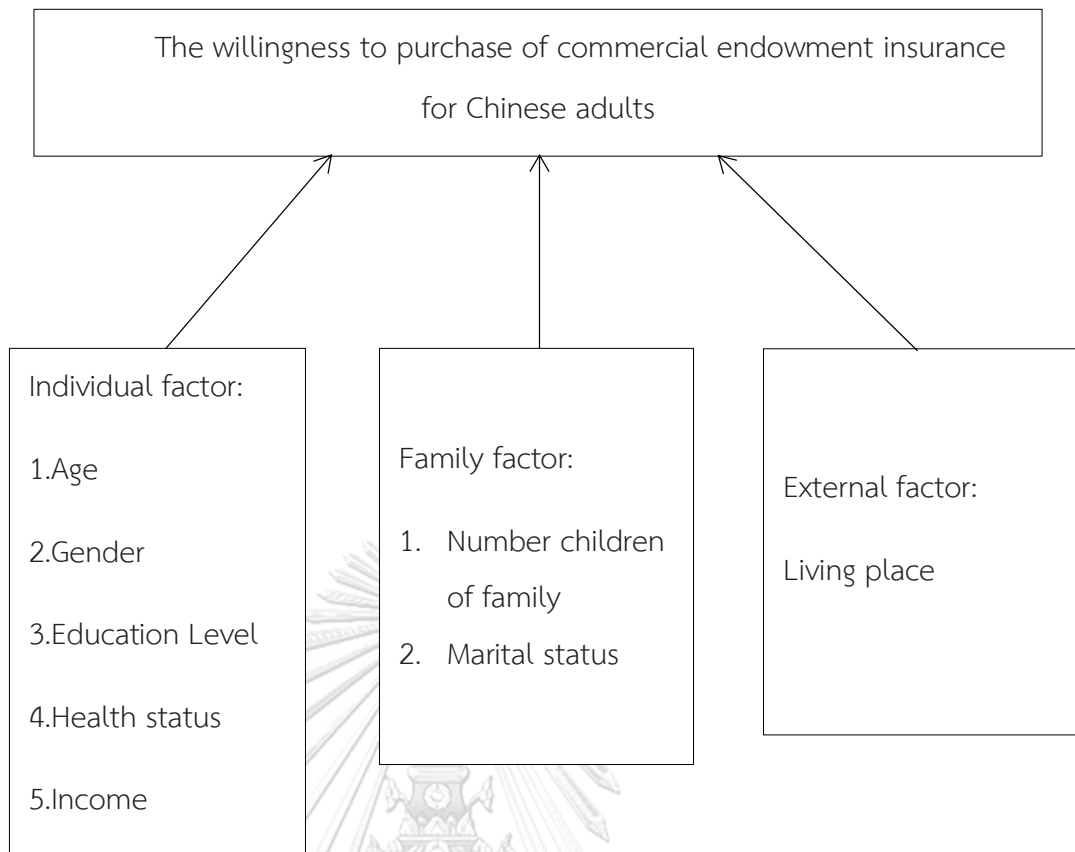 The willingness to purchase of commercial endowment insurance
for Chinese adults
Individual factor:
1.Age
2.Gender
3.Education Level
4.Health status
5.Income
Family factor:
1. Number children
of family
2. Marital status
External factor:
Living place